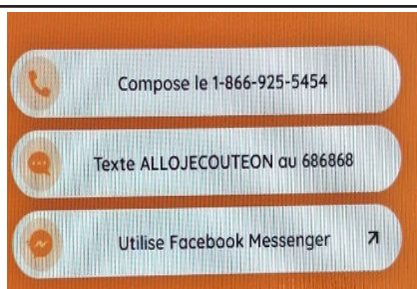 Compose le 1-866-925-5454
Texte ALLOJECOUTEON au 686868
Utilise Facebook Messenger